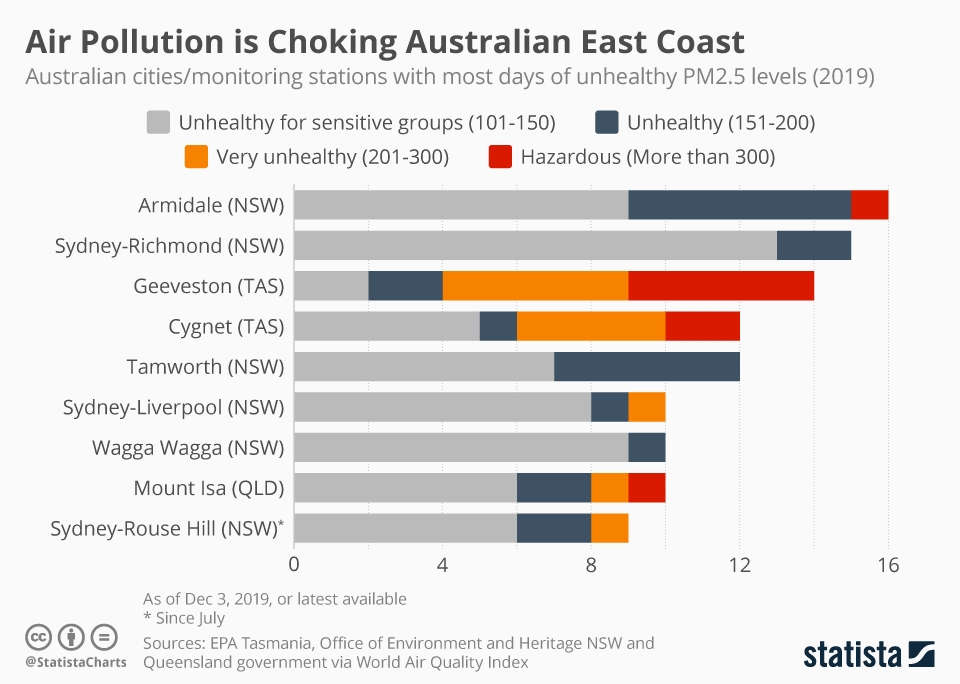 Air Pollution is Choking Australian East Coast
Australian cities/monitoring stations with most days of unhealthy PM2.5 levels (2019)
Unhealthy for sensitive groups (101-150) Unhealthy (151-200)
Very unhealthy (201-300) Hazardous (More than 300)
Armidale (NSW)
Sydney-Richmond (NSW)
Geeveston (TAS)
Cygnet (TAS)
Tamworth (NSW)
Sydney-Liverpool (NSW)
Wagga Wagga (NSW)
Mount Isa (QLD)
Sydney-Rouse Hill (NSW)*
0 4 8 12 16
As of Dec 3, 2019, or latest available
* Since July
Sources: EPA Tasmania, Office of Environment and Heritage NSW and
Queensland government via World Air Quality Index
cc
@StatistaCharts
statista